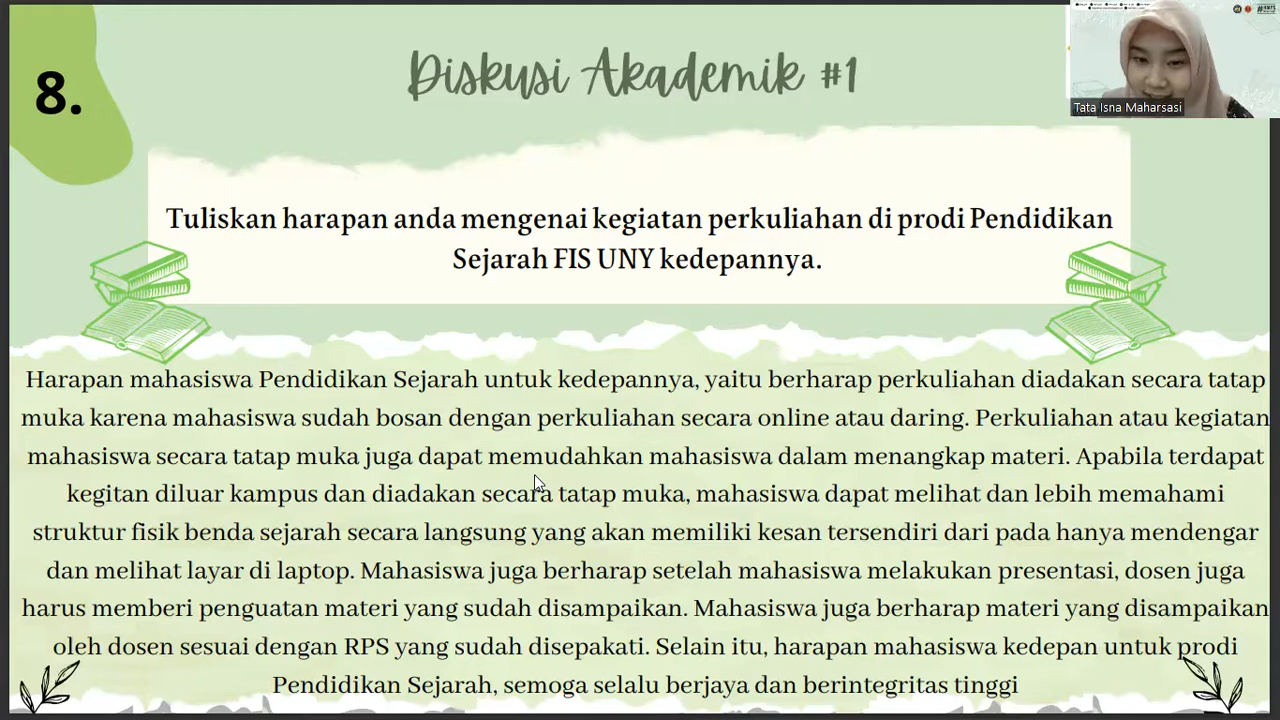 8.
Diskusi Akademik #1
Tata Isna Maharsasi
Tuliskan harapan anda mengenai kegiatan perkuliahan di prodi Pendidikan
Sejarah FIS UNY kedepannya.
Harapan mahasiswa Pendidikan Sejarah untuk kedepannya, yaitu berharap perkuliahan diadakan secara tatap
muka karena mahasiswa sudah bosan dengan perkuliahan secara online atau daring. Perkuliahan atau kegiatan
mahasiswa secara tatap muka juga dapat memudahkan mahasiswa dalam menangkap materi. Apabila terdapat
kegitan diluar kampus dan diadakan secara tatap muka, mahasiswa dapat melihat dan lebih memahami
struktur fisik benda sejarah secara langsung yang akan memiliki kesan tersendiri dari pada hanya mendengar
dan melihat layar di laptop. Mahasiswa juga berharap setelah mahasiswa melakukan presentasi, dosen juga
harus memberi penguatan materi yang sudah disampaikan. Mahasiswa juga berharap materi yang disampaikan
oleh dosen sesuai dengan RPS yang sudah disepakati. Selain itu, harapan mahasiswa kedepan untuk prodi
Pendidikan Sejarah, semoga selalu berjaya dan berintegritas tinggi